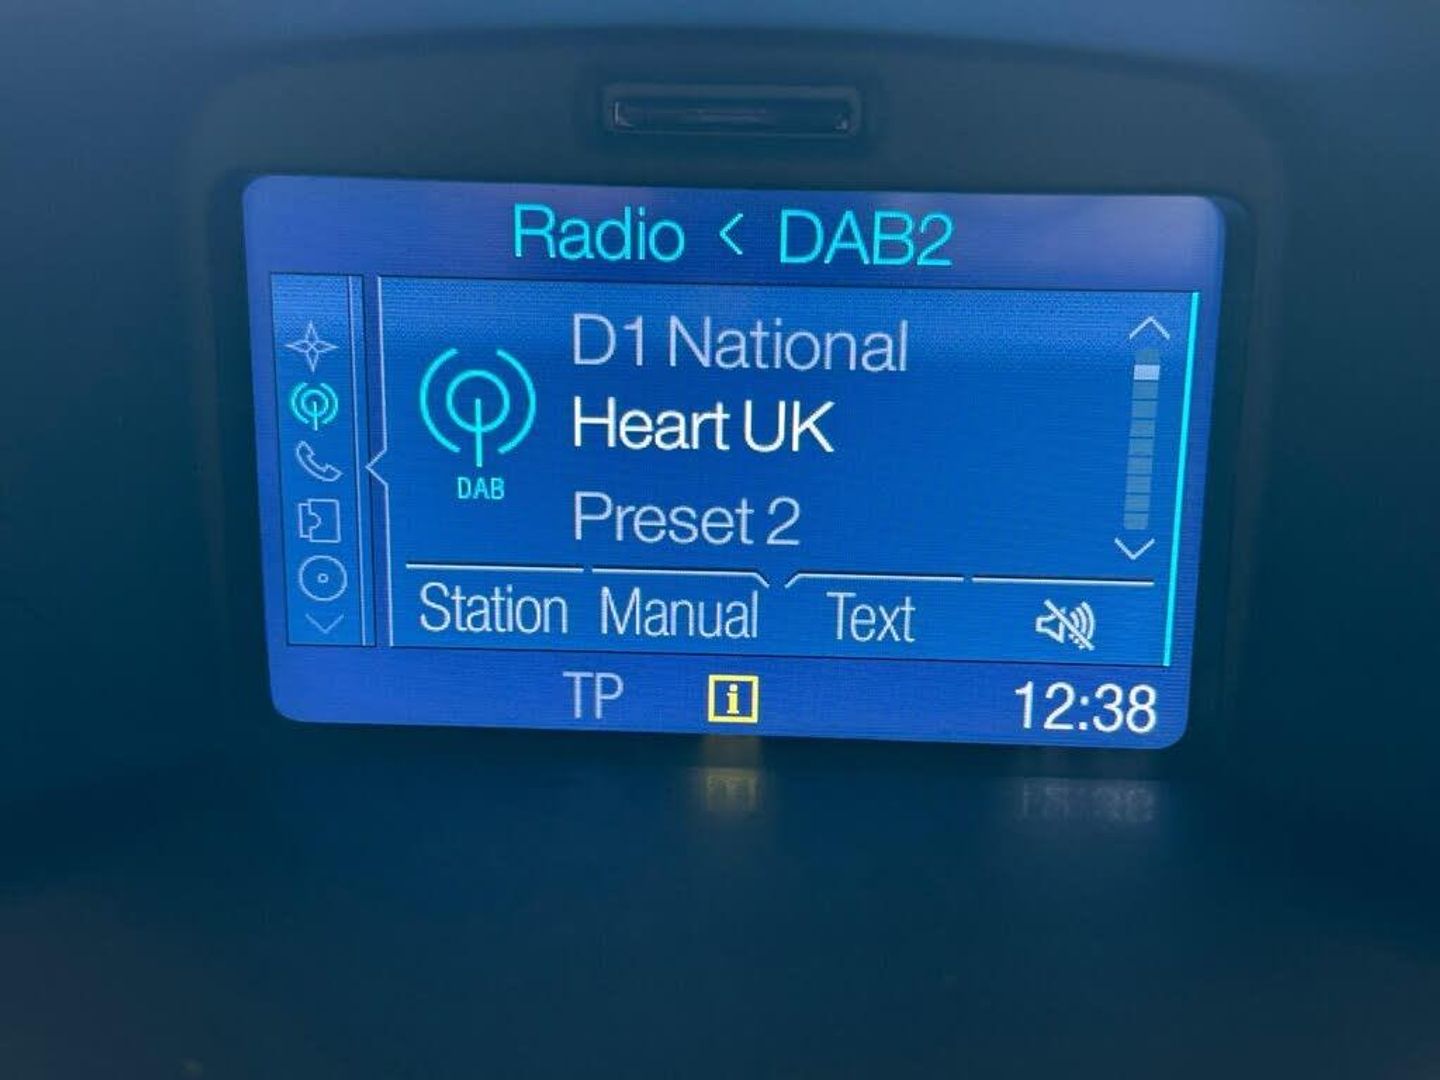 Radio < DAB2
D1 National
Heart UK
DAB
Preset 2
Station Manual Text
TP i 12:38